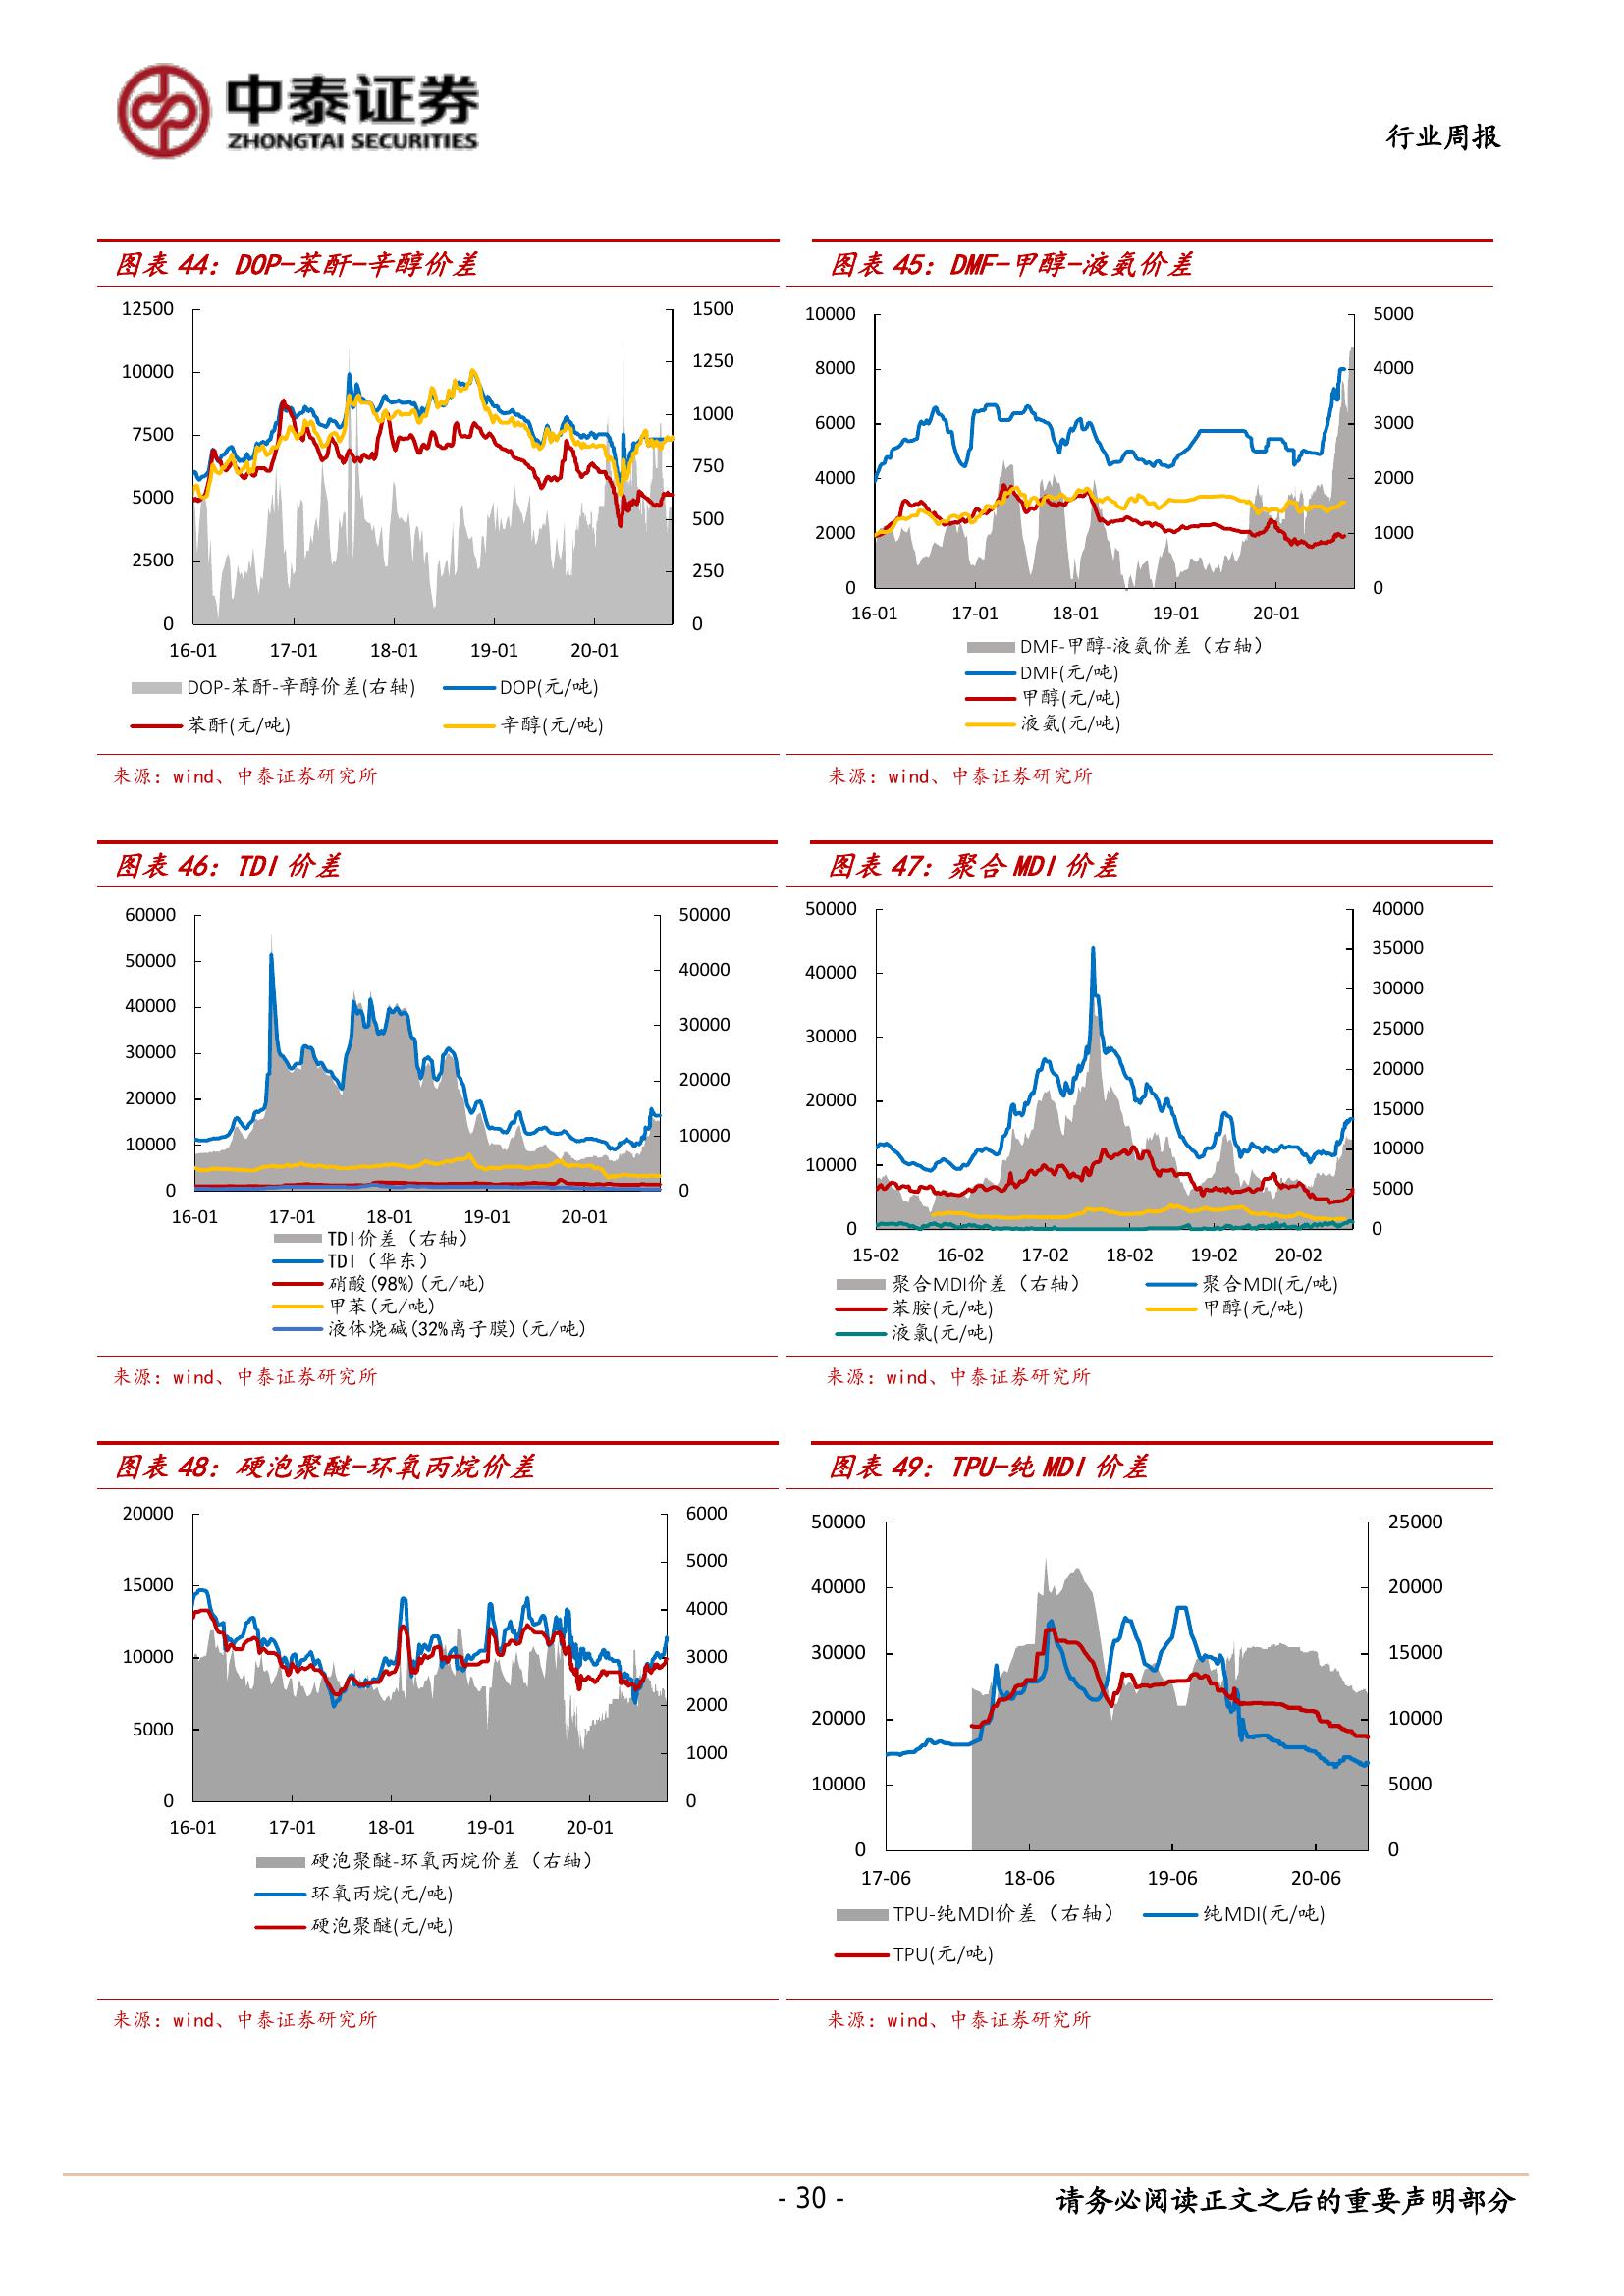 中泰证券
ZHONGTAI SECURITIES
行业周报
图表 44：DOP-苯酐-辛醇价差
12500
10000
7500
5000
2500
0
1500
1250
1000
750
500
250
0
16-01 17-01 18-01 19-01 20-01
DOP-苯酐-辛醇价差(右轴) DOP(元/吨)
苯酐(元/吨) 辛醇(元/吨)
来源：wind、中泰证券研究所
图表 45：DMF-甲醇-液氨价差
10000
8000
6000
4000
2000
0
5000
4000
3000
2000
1000
0
16-01 17-01 18-01 19-01 20-01
DMF-甲醇-液氨价差（右轴）
DMF(元/吨)
甲醇(元/吨)
液氨(元/吨)
来源：wind、中泰证券研究所
图表 46：TDI 价差
60000
50000
40000
30000
20000
10000
0
50000
40000
30000
20000
10000
0
16-01 17-01 18-01 19-01 20-01
TDI价差（右轴）
TDI（华东）
硝酸(98%)(元/吨)
甲苯(元/吨)
液体烧碱(32%离子膜)(元/吨)
来源：wind、中泰证券研究所
图表 47：聚合 MDI 价差
50000
40000
30000
20000
10000
0
40000
35000
30000
25000
20000
15000
10000
5000
0
15-02 16-02 17-02 18-02 19-02 20-02
聚合MDI价差（右轴） 聚合MDI(元/吨)
苯胺(元/吨) 甲醇(元/吨)
液氯(元/吨)
来源：wind、中泰证券研究所
图表 48：硬泡聚醚-环氧丙烷价差
20000
15000
10000
5000
0
6000
5000
4000
3000
2000
1000
0
16-01 17-01 18-01 19-01 20-01
硬泡聚醚-环氧丙烷价差（右轴）
环氧丙烷(元/吨)
硬泡聚醚(元/吨)
来源：wind、中泰证券研究所
图表 49：TPU-纯 MDI 价差
50000
40000
30000
20000
10000
0
25000
20000
15000
10000
5000
0
17-06 18-06 19-06 20-06
TPU-纯MDI价差（右轴） 纯MDI(元/吨)
TPU(元/吨)
来源：wind、中泰证券研究所
- 30 -
请务必阅读正文之后的重要声明部分